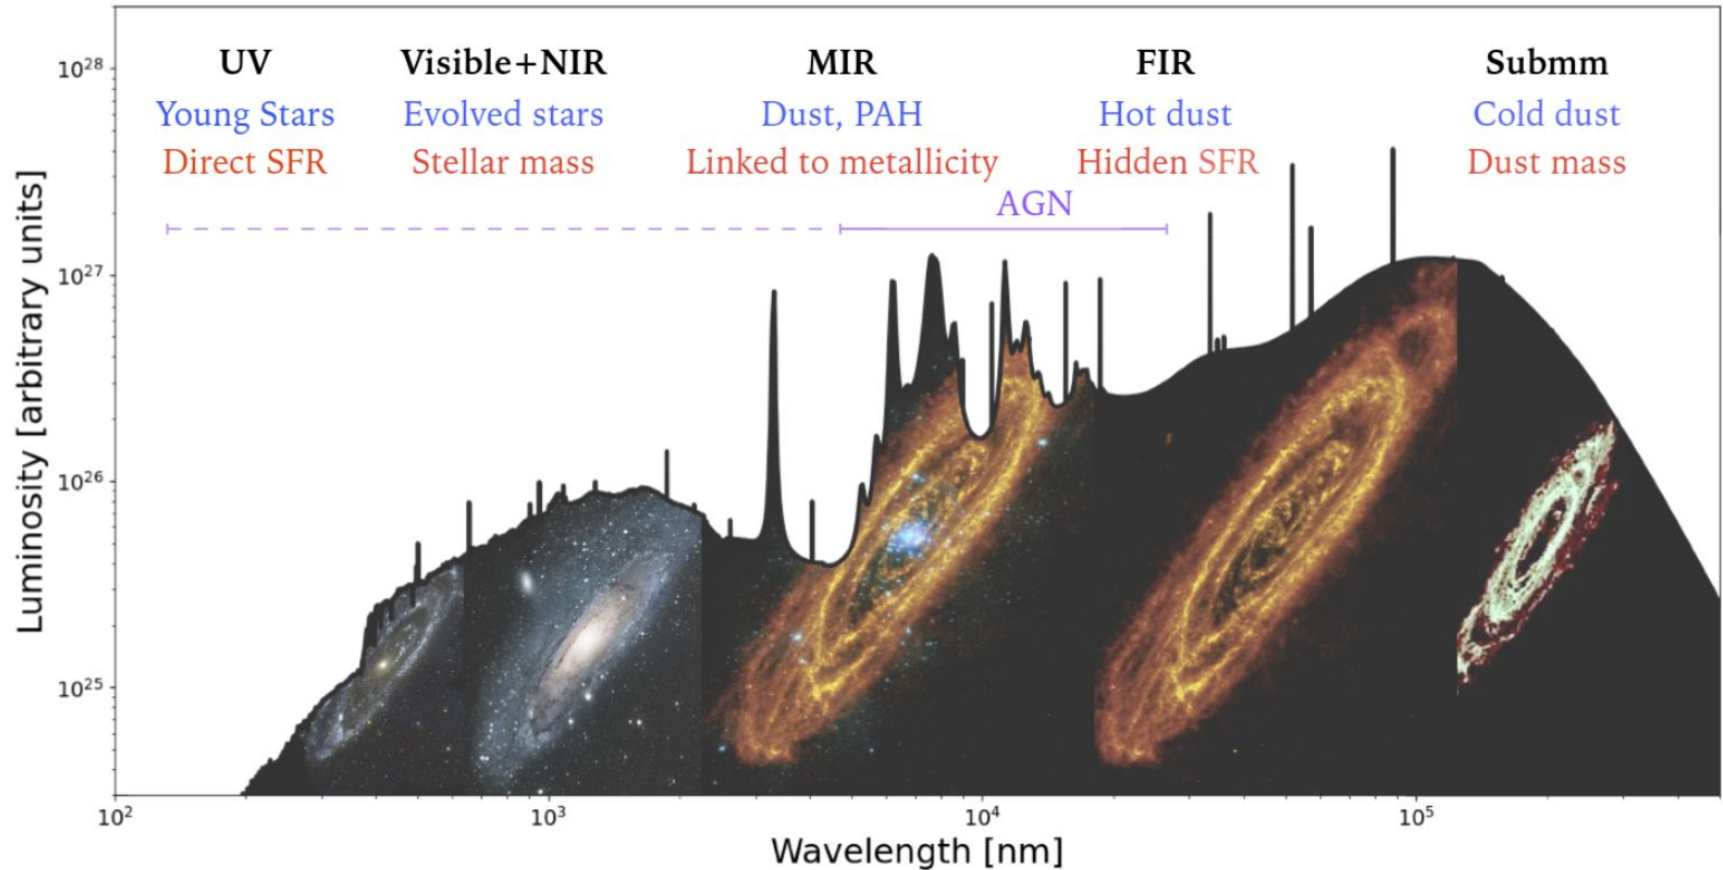 UV Visible+NIR MIR FIR Submm
Young Stars Evolved stars Dust, PAH Hot dust Cold dust
Direct SFR Stellar mass Linked to metallicity Hidden SFR Dust mass
AGN
Luminosity [arbitrary units]
10²⁸
10²⁷
10²⁶
10²⁵
10² 10³ 10⁴ 10⁵
Wavelength [nm]